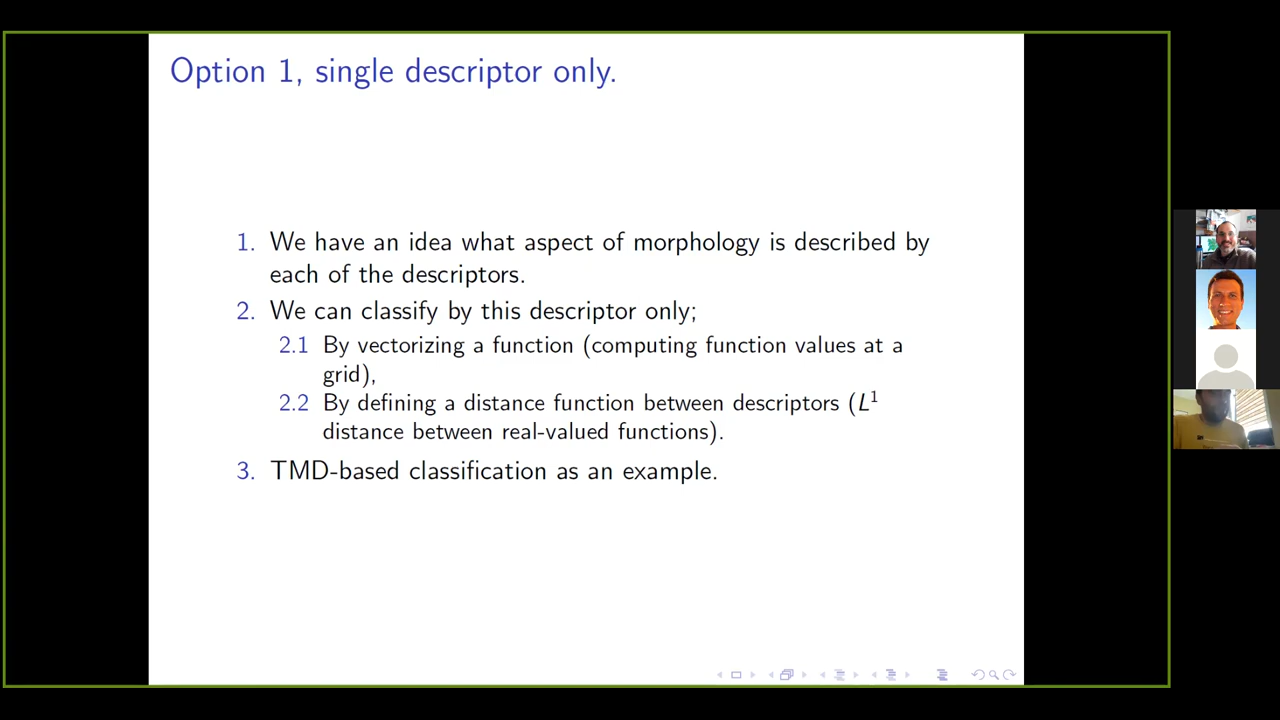 Option 1, single descriptor only.
1. We have an idea what aspect of morphology is described by
each of the descriptors.
2. We can classify by this descriptor only;
2.1 By vectorizing a function (computing function values at a
grid),
2.2 By defining a distance function between descriptors (L¹
distance between real-valued functions).
3. TMD-based classification as an example.